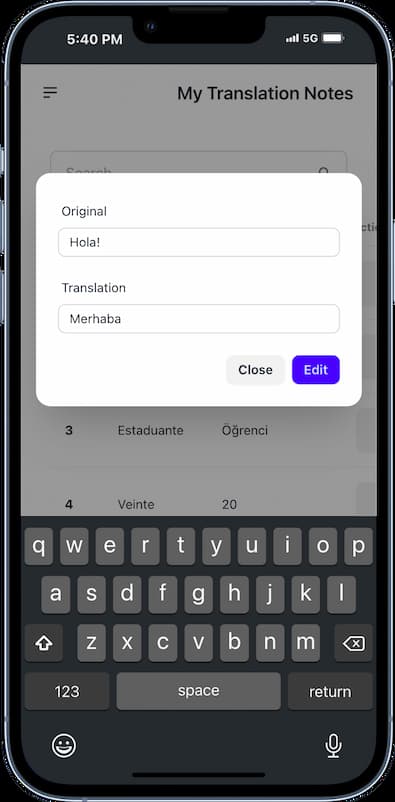 5:40 PM 5G
My Translation Notes
Search
Original
Hola!
Translation
Merhaba
Close Edit
3 Estaduante Öğrenci
4 Veinte 20
q w e r t y u i o p
a s d f g h j k l
z x c v b n m
123 space return